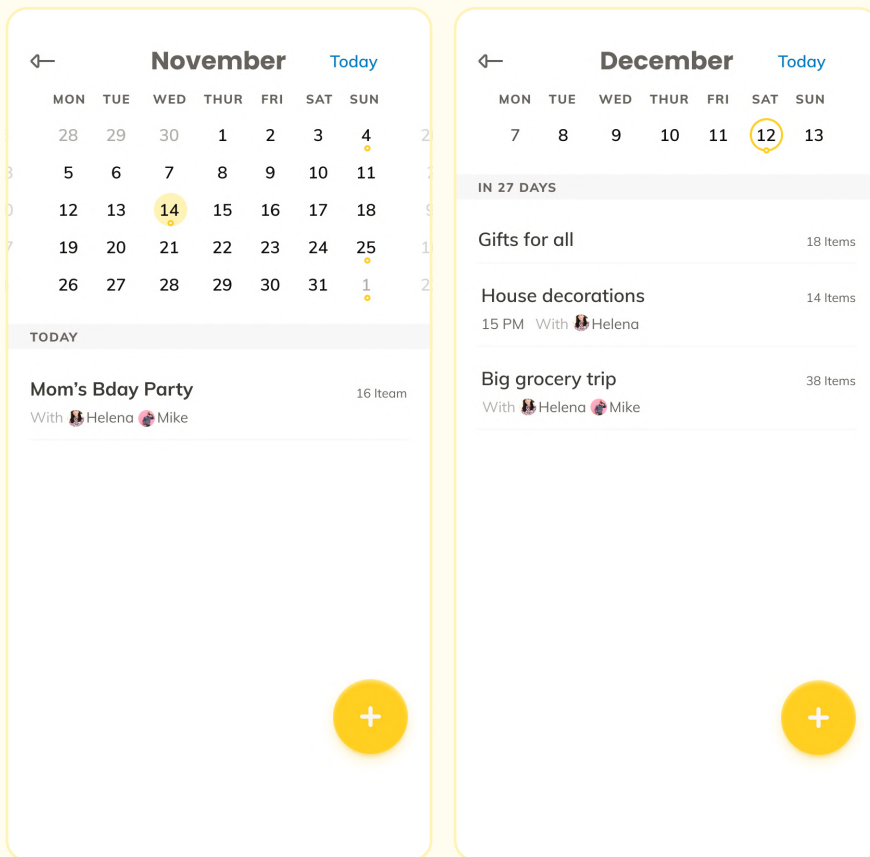 November Today
MON TUE WED THUR FRI SAT SUN
28 29 30 1 2 3 4
5 6 7 8 9 10 11
12 13 14 15 16 17 18
19 20 21 22 23 24 25
26 27 28 29 30 31 1
TODAY
Mom's Bday Party 16 Iteam
With Helena Mike
December Today
MON TUE WED THUR FRI SAT SUN
7 8 9 10 11 12 13
IN 27 DAYS
Gifts for all 18 Items
House decorations 14 Items
15 PM With Helena
Big grocery trip 38 Items
With Helena Mike